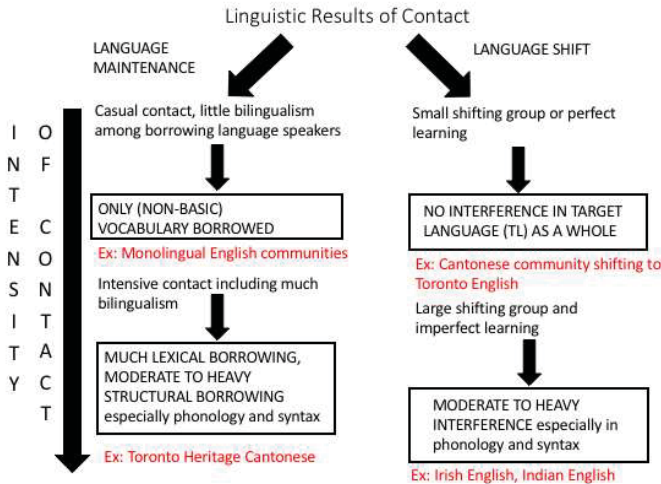 Linguistic Results of Contact
LANGUAGE
MAINTENANCE
Casual contact, little bilingualism
among borrowing language speakers
ONLY (NON-BASIC)
VOCABULARY BORROWED
Ex: Monolingual English communities
Intensive contact including much
bilingualism
MUCH LEXICAL BORROWING,
MODERATE TO HEAVY
STRUCTURAL BORROWING
especially phonology and syntax
Ex: Toronto Heritage Cantonese
LANGUAGE SHIFT
Small shifting group or perfect
learning
NO INTERFERENCE IN TARGET
LANGUAGE (TL) AS A WHOLE
Ex: Cantonese community shifting to
Toronto English
Large shifting group and
imperfect learning
MODERATE TO HEAVY
INTERFERENCE especially in
phonology and syntax
Ex: Irish English, Indian English
INTENSITY
OF CONTACT